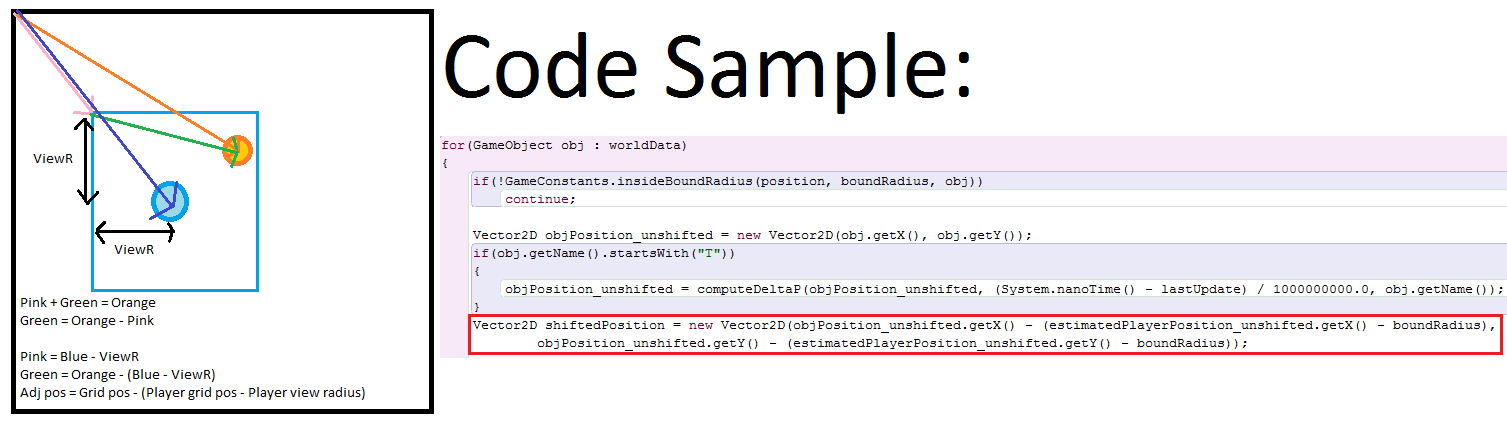 ViewR
ViewR
Pink + Green = Orange
Green = Orange - Pink
Pink = Blue - ViewR
Green = Orange - (Blue - ViewR)
Adj pos = Grid pos - (Player grid pos - Player view radius)
Code Sample:
for(GameObject obj : worldData)
{
if(!GameConstants.insideBoundRadius(position, boundRadius, obj))
continue;
Vector2D objPosition_unshifted = new Vector2D(obj.getX(), obj.getY());
if(obj.getName().startsWith("T"))
{
objPosition_unshifted = computeDeltaP(objPosition_unshifted, (System.nanoTime() - lastUpdate) / 1000000000.0, obj.getName());
}
Vector2D shiftedPosition = new Vector2D(objPosition_unshifted.getX() - (estimatedPlayerPosition_unshifted.getX() - boundRadius),
objPosition_unshifted.getY() - (estimatedPlayerPosition_unshifted.getY() - boundRadius));